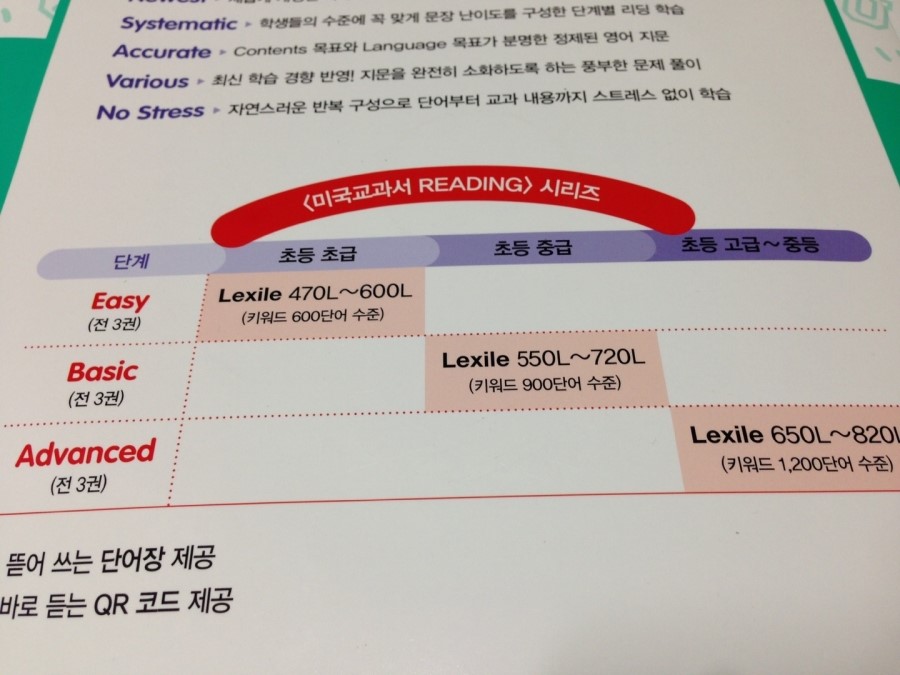 Newest ▸
Systematic ▸ 학생들의 수준에 꼭 맞게 문장 난이도를 구성한 단계별 리딩 학습
Accurate ▸ Contents 목표와 Language 목표가 분명한 정제된 영어 지문
Various ▸ 최신 학습 경향 반영! 지문을 완전히 소화하도록 하는 풍부한 문제 풀이
No Stress ▸ 자연스러운 반복 구성으로 단어부터 교과 내용까지 스트레스 없이 학습
〈미국교과서 READING〉 시리즈
단계 초등 초급 초등 중급 초등 고급~중등
Easy Lexile 470L~600L
(전 3권) (키워드 600단어 수준)
Basic Lexile 550L~720L
(전 3권) (키워드 900단어 수준)
Advanced Lexile 650L~820L
(전 3권) (키워드 1,200단어 수준)
뜯어 쓰는 단어장 제공
바로 듣는 QR 코드 제공